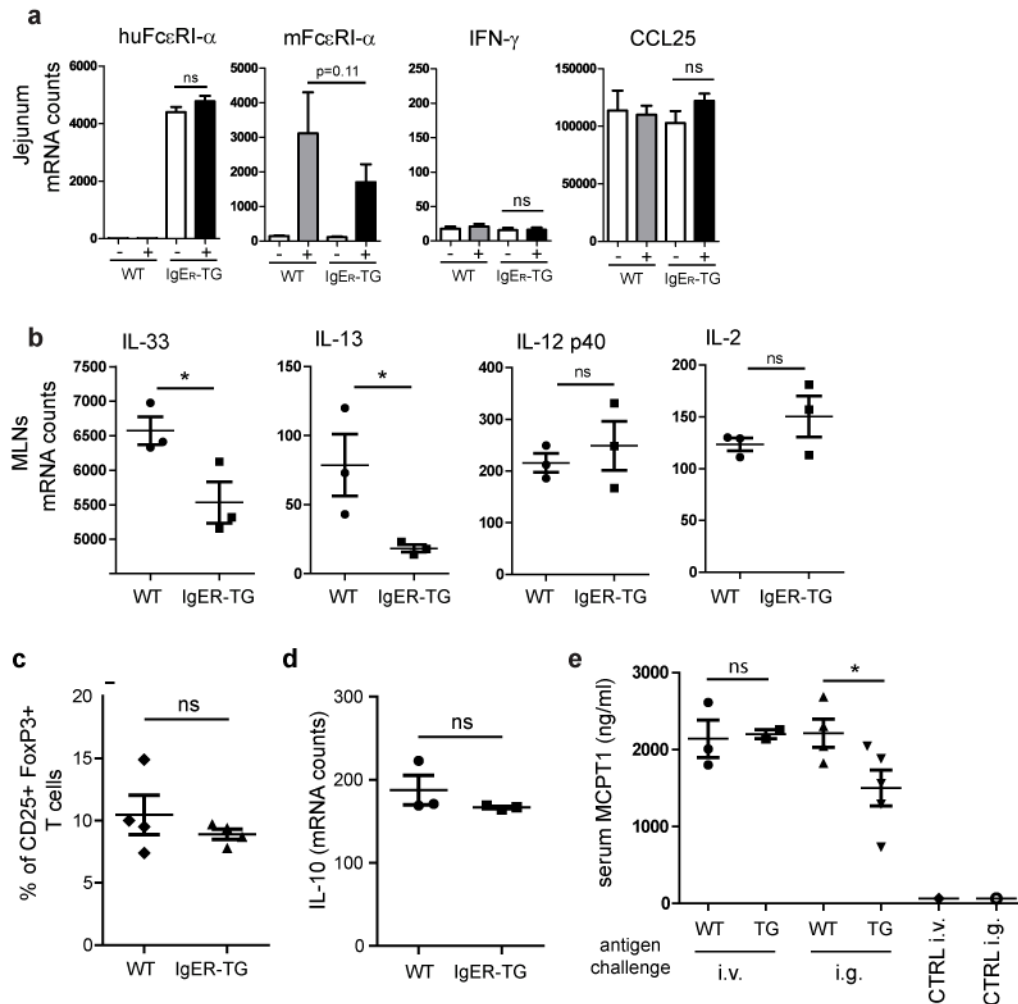 a
huFcεRI-α
mFcεRI-α
IFN-γ
CCL25
Jejunum
mRNA counts
6000
4000
2000
0
ns
- + - +
WT IgER-TG
5000
4000
3000
2000
1000
0
p=0.11
- + - +
WT IgER-TG
250
200
150
100
50
0
ns
- + - +
WT IgER-TG
150000
100000
50000
0
ns
- + - +
WT IgER-TG
b
IL-33
IL-13
IL-12 p40
IL-2
MLNs
mRNA counts
7500
7000
6500
6000
5500
5000
*
WT IgER-TG
150
100
50
0
*
WT IgER-TG
400
300
200
100
0
ns
WT IgER-TG
200
150
100
50
0
ns
WT IgER-TG
c
% of CD25+ FoxP3+
T cells
20
15
10
5
0
ns
WT IgER-TG
d
IL-10 (mRNA counts)
300
200
100
0
ns
WT IgER-TG
e
serum MCPT1 (ng/ml)
3000
2000
1000
0
ns
*
WT TG WT TG
CTRL i.v.
CTRL i.g.
antigen
challenge
i.v. i.g.